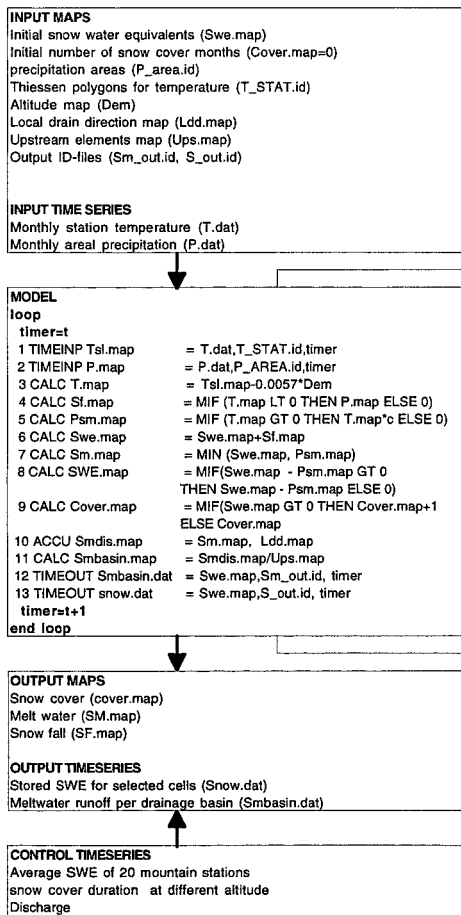 INPUT MAPS
Initial snow water equivalents (Swe.map)
Initial number of snow cover months (Cover.map=0)
precipitation areas (P_area.id)
Thiessen polygons for temperature (T_STAT.id)
Altitude map (Dem)
Local drain direction map (Ldd.map)
Upstream elements map (Ups.map)
Output ID-files (Sm_out.id, S_out.id)
INPUT TIME SERIES
Monthly station temperature (T.dat)
Monthly areal precipitation (P.dat)
MODEL
loop
timer=t
1 TIMEINP Tsl.map = T.dat,T_STAT.id,timer
2 TIMEINP P.map = P.dat,P_AREA.id,timer
3 CALC T.map = Tsl.map-0.0057*Dem
4 CALC Sf.map = MIF (T.map LT 0 THEN P.map ELSE 0)
5 CALC Psm.map = MIF (T.map GT 0 THEN T.map*c ELSE 0)
6 CALC Swe.map = Swe.map+Sf.map
7 CALC Sm.map = MIN (Swe.map, Psm.map)
8 CALC SWE.map = MIF(Swe.map - Psm.map GT 0
THEN Swe.map - Psm.map ELSE 0)
9 CALC Cover.map = MIF(Swe.map GT 0 THEN Cover.map+1
ELSE Cover.map
10 ACCU Smdis.map = Sm.map, Ldd.map
11 CALC Smbasin.map = Smdis.map/Ups.map
12 TIMEOUT Smbasin.dat = Swe.map,Sm_out.id, timer
13 TIMEOUT snow.dat = Swe.map,S_out.id, timer
timer=t+1
end loop
OUTPUT MAPS
Snow cover (cover.map)
Melt water (SM.map)
Snow fall (SF.map)
OUTPUT TIMESERIES
Stored SWE for selected cells (Snow.dat)
Meltwater runoff per drainage basin (Smbasin.dat)
CONTROL TIMESERIES
Average SWE of 20 mountain stations
snow cover duration at different altitude
Discharge